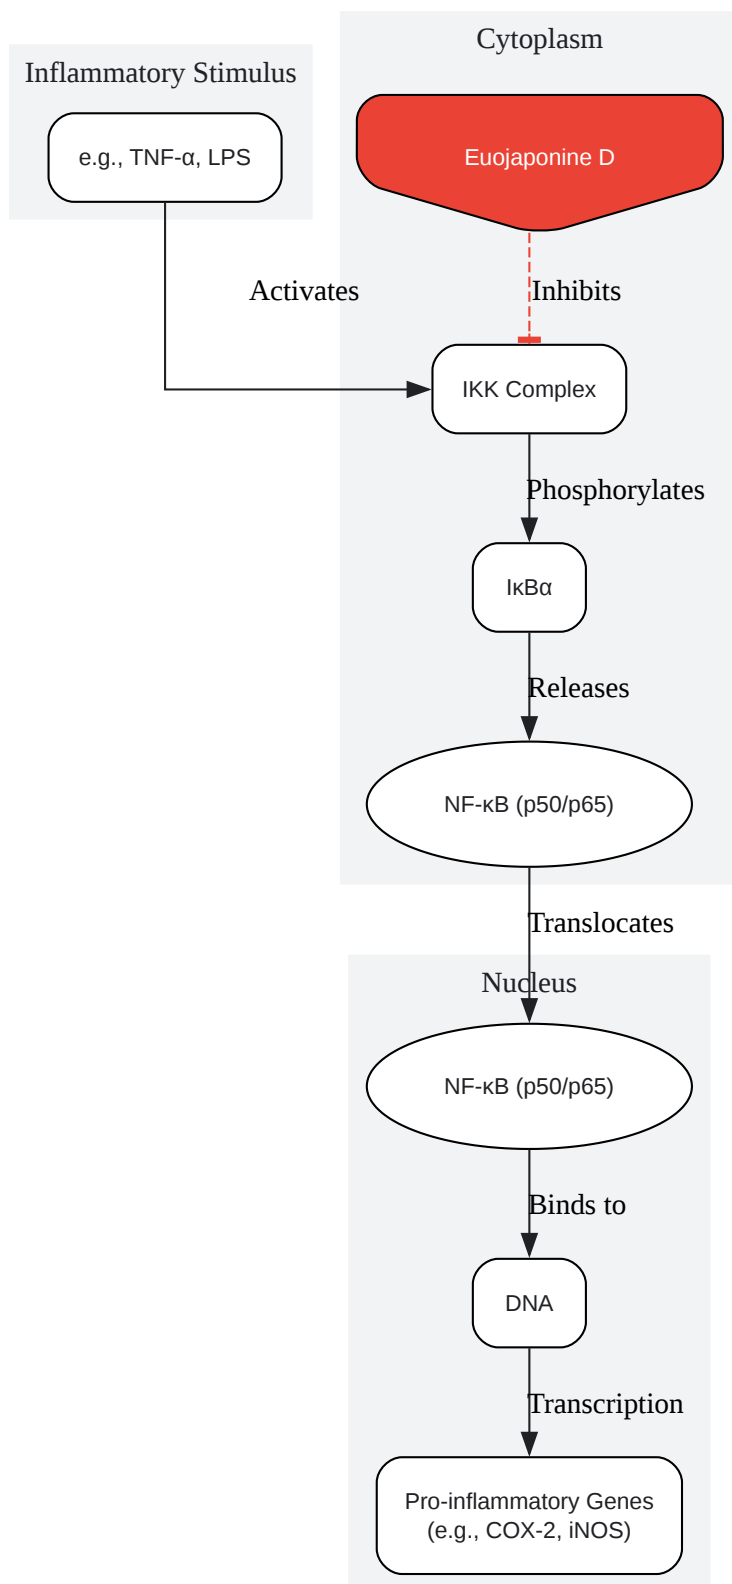 Cytoplasm
Inflammatory Stimulus
e.g., TNF-α, LPS
Euojaponine D
Activates
Inhibits
IKK Complex
Phosphorylates
IκBα
Releases
NF-κB (p50/p65)
Translocates
Nucleus
NF-κB (p50/p65)
Binds to
DNA
Transcription
Pro-inflammatory Genes
(e.g., COX-2, iNOS)